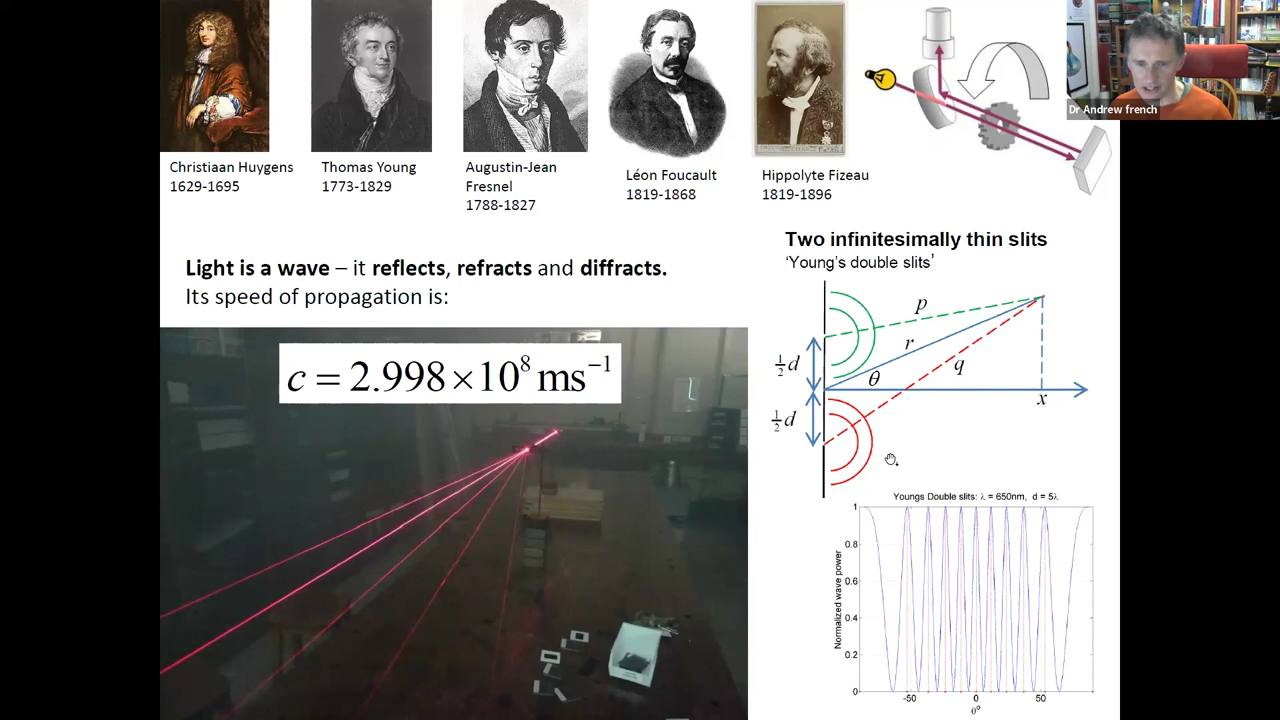 Dr Andrew french
Christiaan Huygens
1629-1695
Thomas Young
1773-1829
Augustin-Jean
Fresnel
1788-1827
Léon Foucault
1819-1868
Hippolyte Fizeau
1819-1896
Light is a wave – it reflects, refracts and diffracts.
Its speed of propagation is:
c = 2.998×10⁸ ms⁻¹
Two infinitesimally thin slits
‘Young's double slits’
p
r
q
θ
x
½d
½d
Youngs Double slits: λ = 650nm, d = 5λ
Normalized wave power
1
0.8
0.6
0.4
0.2
0
-50
0
50
θ°